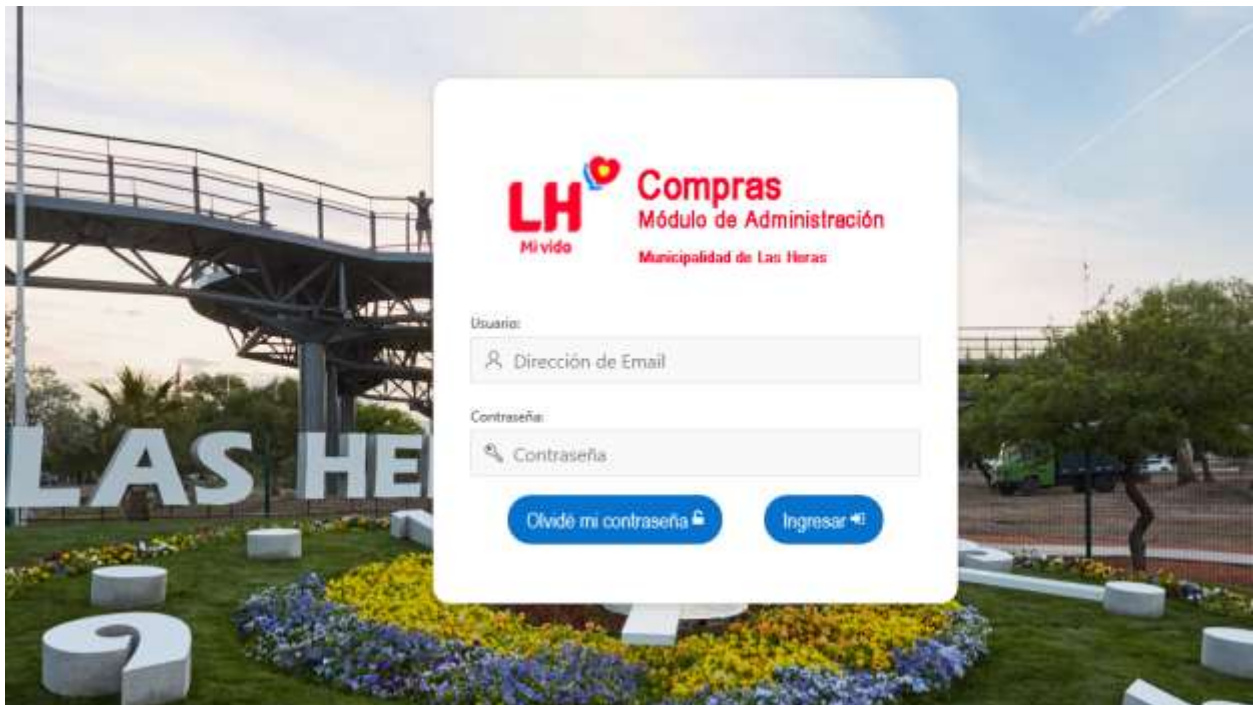 LH
Mi vida
Compras
Módulo de Administración
Municipalidad de Las Heras
Usuario:
Dirección de Email
Contraseña:
Contraseña
Olvidé mi contraseña
Ingresar
LAS HE
9